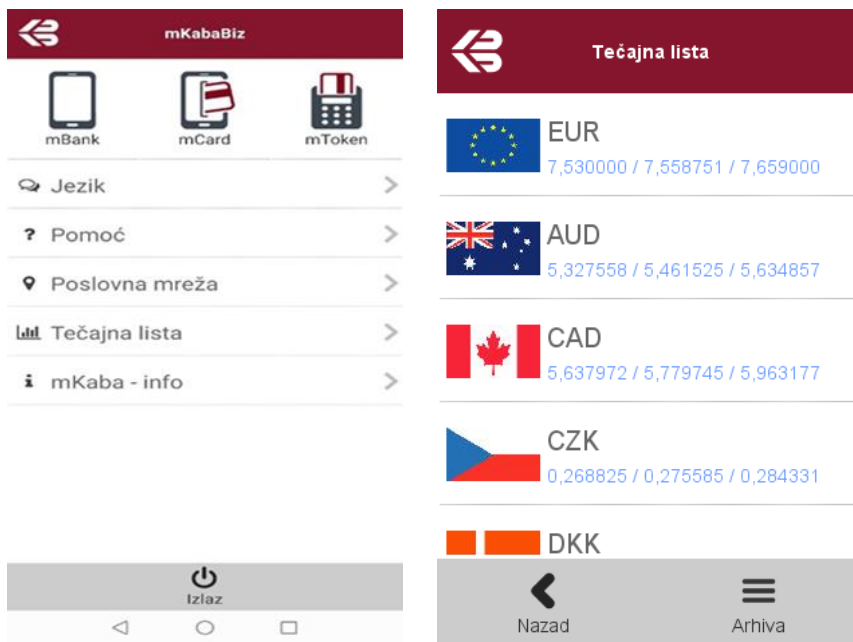 mKabaBiz
mBank
mCard
mToken
Jezik
Pomoć
Poslovna mreža
Tečajna lista
mKaba - info
Izlaz
Tečajna lista
EUR
7,530000 / 7,558751 / 7,659000
AUD
5,327558 / 5,461525 / 5,634857
CAD
5,637972 / 5,779745 / 5,963177
CZK
0,268825 / 0,275585 / 0,284331
DKK
Nazad
Arhiva